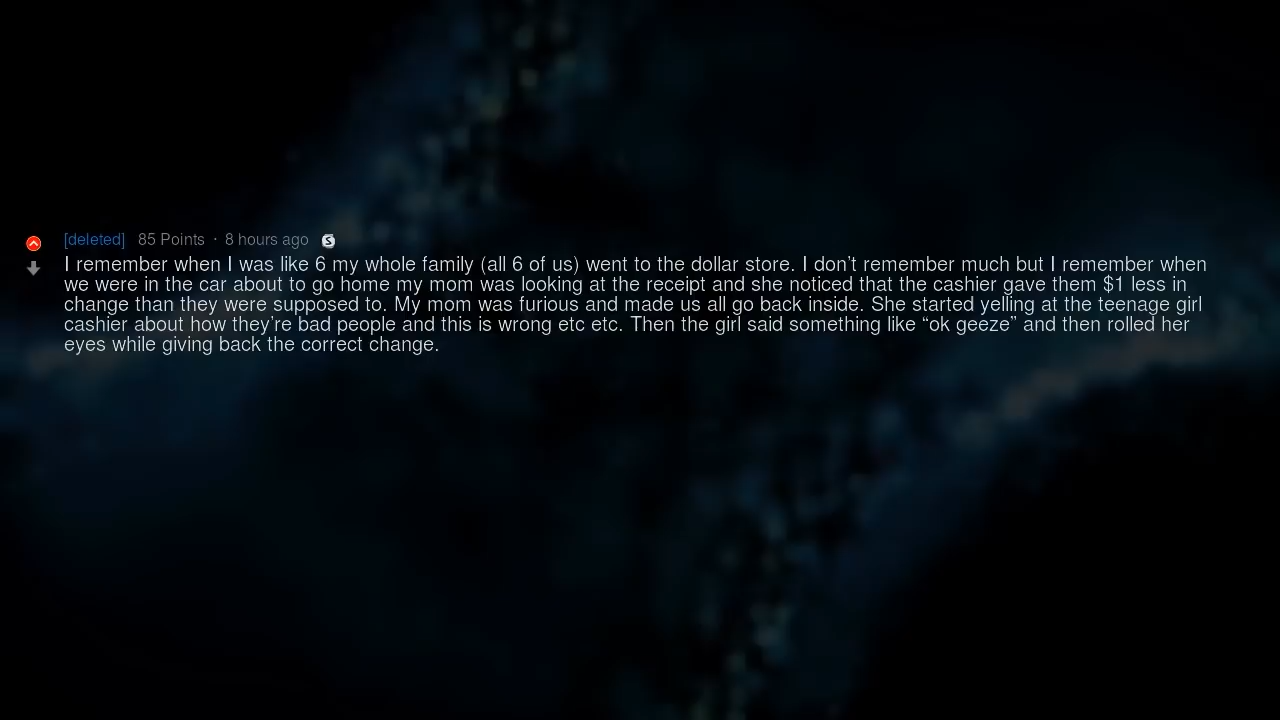 [deleted] 85 Points · 8 hours ago S
I remember when I was like 6 my whole family (all 6 of us) went to the dollar store. I don’t remember much but I remember when
we were in the car about to go home my mom was looking at the receipt and she noticed that the cashier gave them $1 less in
change than they were supposed to. My mom was furious and made us all go back inside. She started yelling at the teenage girl
cashier about how they’re bad people and this is wrong etc etc. Then the girl said something like “ok geeze” and then rolled her
eyes while giving back the correct change.